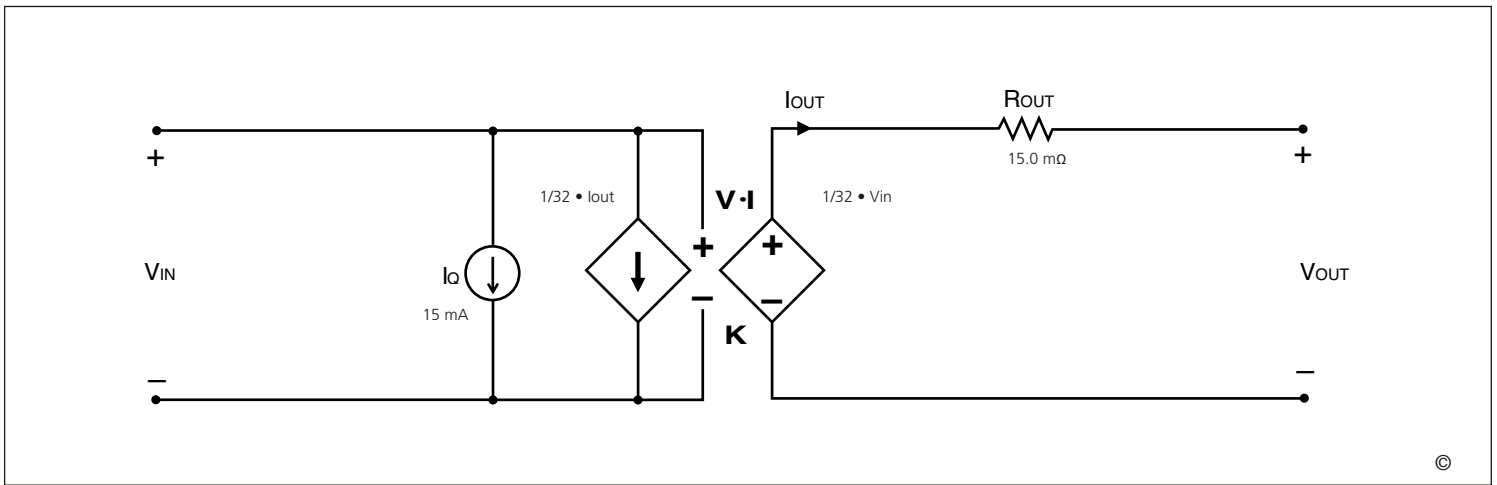 IOUT
ROUT
15.0 mΩ
+
+
1/32 • Iout
V•I
1/32 • Vin
+
+
VIN
IQ
VOUT
15 mA
−
−
K
−
−
©